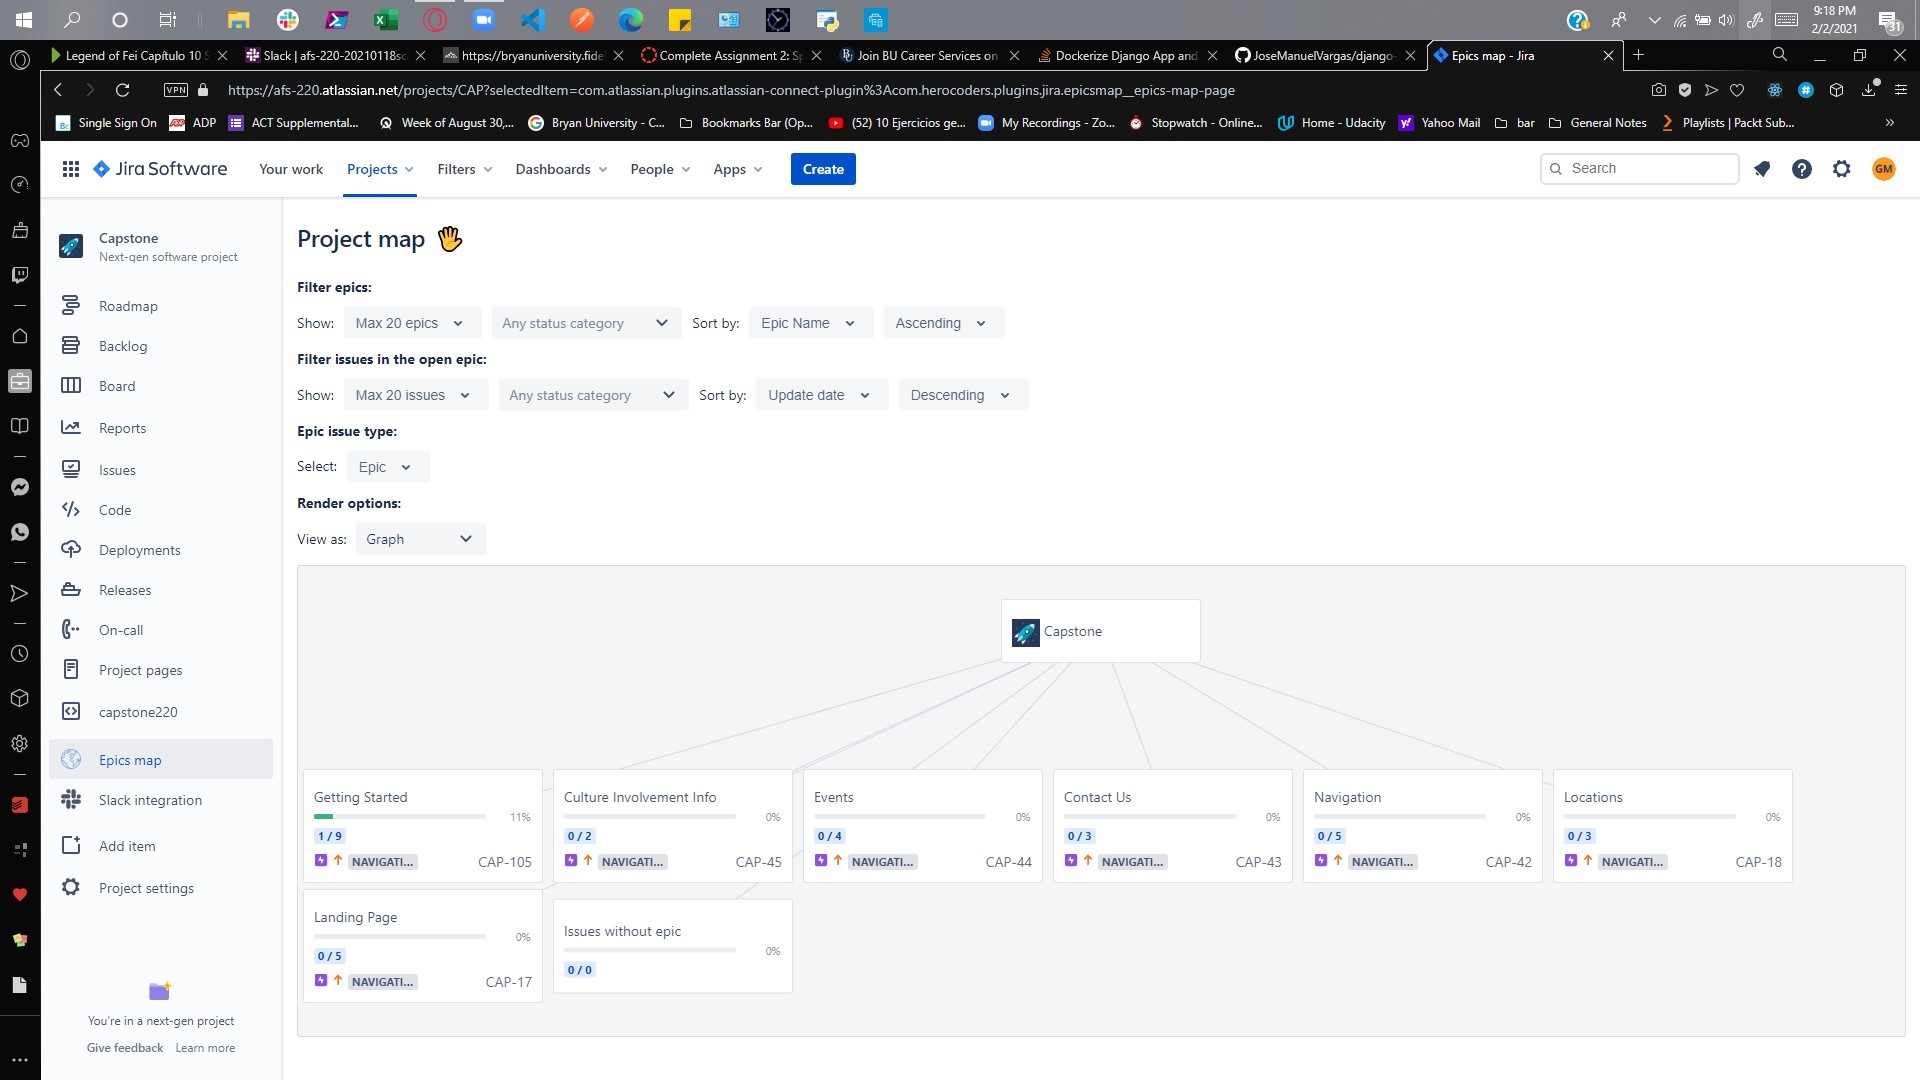 9:18 PM
2/2/2021
31
Legend of Fei Capítulo 10 S
Slack | afs-220-20210118sc
https://bryanuniversity.fidel
Complete Assignment 2: Sp
Join BU Career Services on
Dockerize Django App and
JoseManuelVargas/django-
Epics map - Jira
VPN
https://afs-220.atlassian.net/projects/CAP?selectedItem=com.atlassian.plugins.atlassian-connect-plugin%3Acom.herocoders.plugins.jira.epicsmap__epics-map-page
Single Sign On
ADP
ACT Supplemental...
Week of August 30,...
Bryan University - C...
Bookmarks Bar (Op...
(52) 10 Ejercicios ge...
My Recordings - Zo...
Stopwatch - Online...
Home - Udacity
Yahoo Mail
bar
General Notes
Playlists | Packt Sub...
Jira Software
Your work
Projects
Filters
Dashboards
People
Apps
Create
Search
GM
Capstone
Next-gen software project
Roadmap
Backlog
Board
Reports
Issues
Code
Deployments
Releases
On-call
Project pages
capstone220
Epics map
Slack integration
Add item
Project settings
You're in a next-gen project
Give feedback Learn more
Project map
Filter epics:
Show: Max 20 epics Any status category Sort by: Epic Name Ascending
Filter issues in the open epic:
Show: Max 20 issues Any status category Sort by: Update date Descending
Epic issue type:
Select: Epic
Render options:
View as: Graph
Capstone
Getting Started
11%
1 / 9
NAVIGATI... CAP-105
Culture Involvement Info
0%
0 / 2
NAVIGATI... CAP-45
Events
0%
0 / 4
NAVIGATI... CAP-44
Contact Us
0%
0 / 3
NAVIGATI... CAP-43
Navigation
0%
0 / 5
NAVIGATI... CAP-42
Locations
0%
0 / 3
NAVIGATI... CAP-18
Landing Page
0%
0 / 5
NAVIGATI... CAP-17
Issues without epic
0%
0 / 0